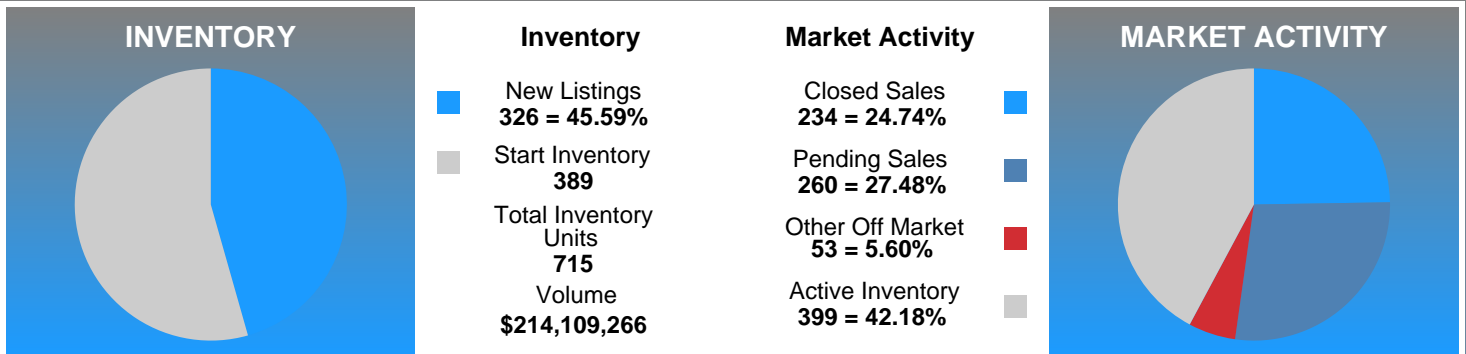 INVENTORY
Inventory
New Listings
326 = 45.59%
Start Inventory
389
Total Inventory
Units
715
Volume
$214,109,266
Market Activity
Closed Sales
234 = 24.74%
Pending Sales
260 = 27.48%
Other Off Market
53 = 5.60%
Active Inventory
399 = 42.18%
MARKET ACTIVITY